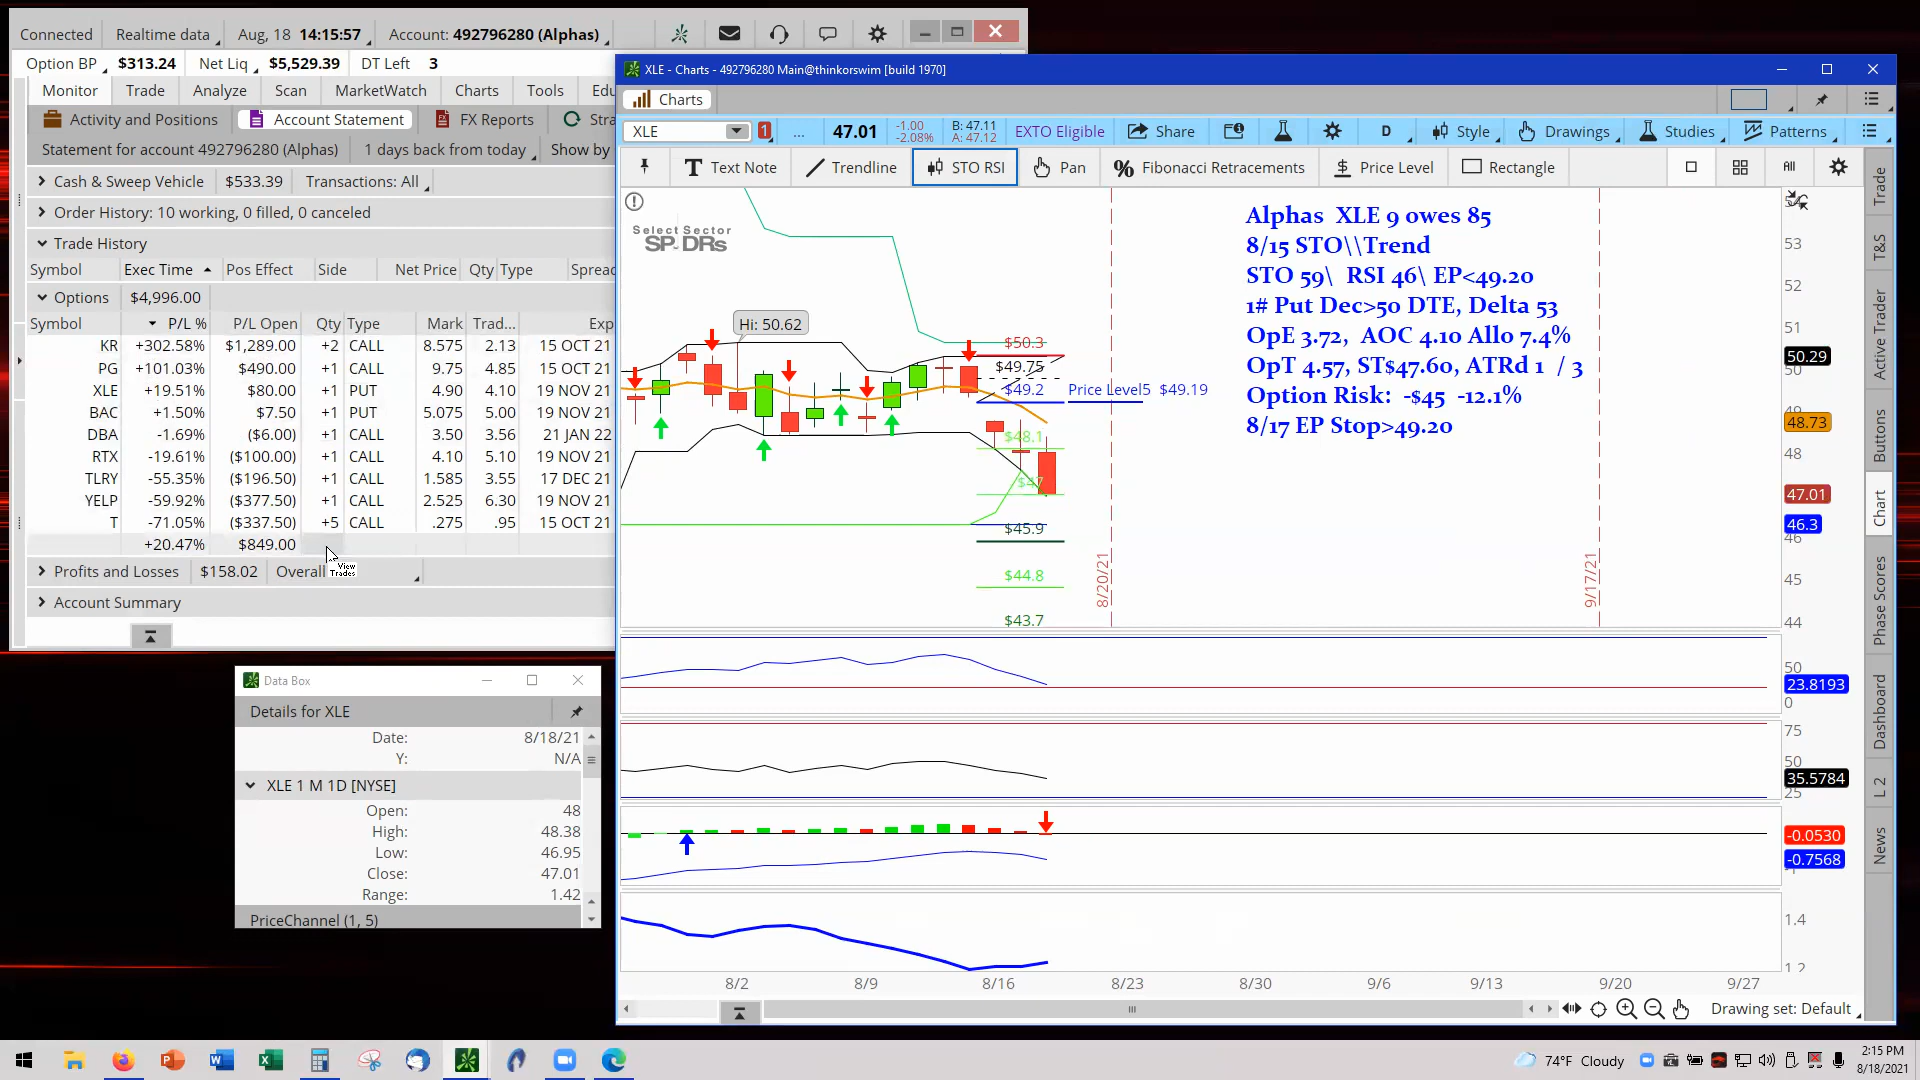 Connected Realtime data Aug, 18 14:15:57 Account: 492796280 (Alphas)
Option BP $313.24 Net Liq $5,529.39 DT Left 3
Monitor Trade Analyze Scan MarketWatch Charts Tools Edu
Activity and Positions Account Statement FX Reports Stra
Statement for account 492796280 (Alphas) 1 days back from today Show by
Cash & Sweep Vehicle $533.39 Transactions: All
Order History: 10 working, 0 filled, 0 canceled
Trade History
Symbol Exec Time Pos Effect Side Net Price Qty Type Spread
Options $4,996.00
Symbol P/L % P/L Open Qty Type Mark Trad... Exp
KR +302.58% $1,289.00 +2 CALL 8.575 2.13 15 OCT 21
PG +101.03% $490.00 +1 CALL 9.75 4.85 15 OCT 21
XLE +19.51% $80.00 +1 PUT 4.90 4.10 19 NOV 21
BAC +1.50% $7.50 +1 PUT 5.075 5.00 19 NOV 21
DBA -1.69% ($6.00) +1 CALL 3.50 3.56 21 JAN 22
RTX -19.61% ($100.00) +1 CALL 4.10 5.10 19 NOV 21
TLRY -55.35% ($196.50) +1 CALL 1.585 3.55 17 DEC 21
YELP -59.92% ($377.50) +1 CALL 2.525 6.30 19 NOV 21
T -71.05% ($337.50) +5 CALL .275 .95 15 OCT 21
+20.47% $849.00
Profits and Losses $158.02 Overall
View Trades
Account Summary
Data Box
Details for XLE
Date: 8/18/21
Y: N/A
XLE 1 M 1D [NYSE]
Open: 48
High: 48.38
Low: 46.95
Close: 47.01
Range: 1.42
PriceChannel (1, 5)
XLE - Charts - 492796280 Main@thinkorswim [build 1970]
Charts
XLE 1 ... 47.01 -1.00 -2.08% B: 47.11 A: 47.12 EXTO Eligible Share D Style Drawings Studies Patterns
Text Note Trendline STO RSI Pan Fibonacci Retracements Price Level Rectangle All
Select Sector
SPDRs
Hi: 50.62
Alphas XLE 9 owes 85
8/15 STO\\Trend
STO 59\ RSI 46\ EP<49.20
1# Put Dec>50 DTE, Delta 53
OpE 3.72, AOC 4.10 Allo 7.4%
OpT 4.57, ST$47.60, ATRd 1 / 3
Option Risk: -$45 -12.1%
8/17 EP Stop>49.20
$50.3
$49.75
$49.2
Price Level5 $49.19
$48.1
$47
$45.9
$44.8
$43.7
8/20/21
9/17/21
53
52
51
50.29
50
48.73
48
47.01
46.3
46
45
44
50
23.8193
0
75
50
35.5784
25
-0.0530
-0.7568
-1
1.4
1.2
8/2 8/9 8/16 8/23 8/30 9/6 9/13 9/20 9/27
Drawing set: Default
Trade
T&S
Active Trader
Buttons
Chart
Phase Scores
Dashboard
L 2
News
74°F Cloudy
2:15 PM
8/18/2021